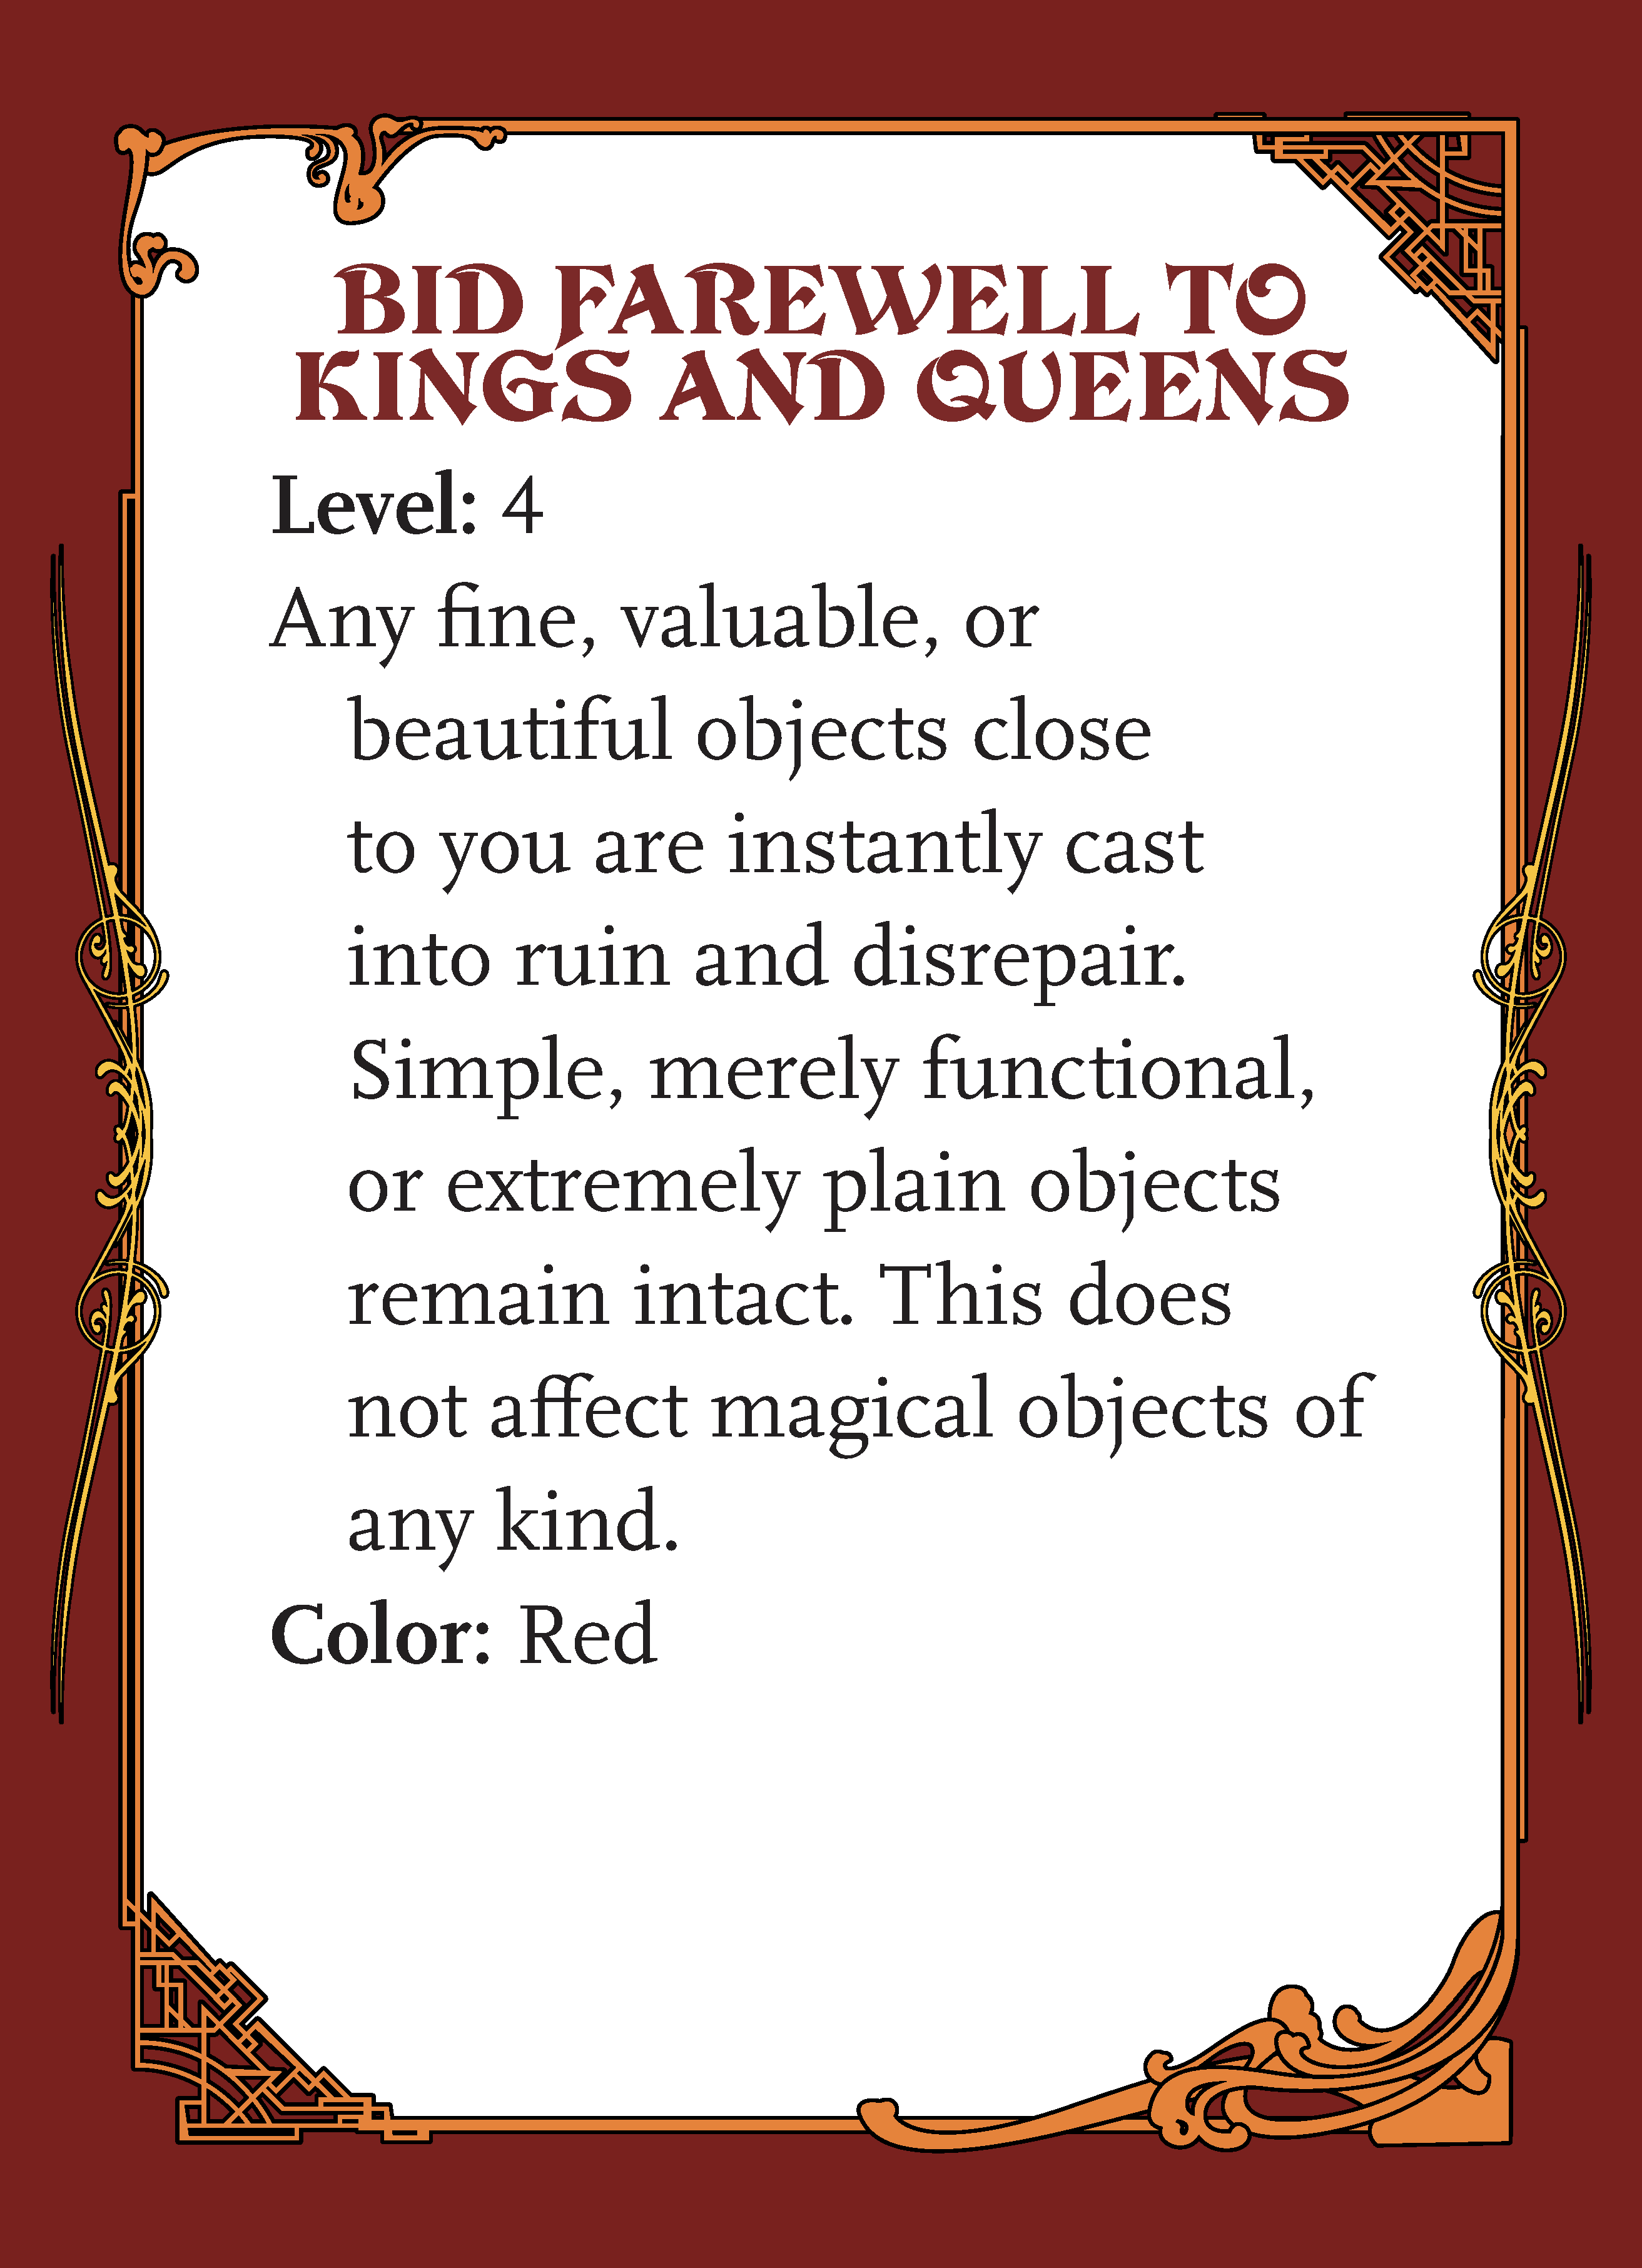 BID FAREWELL TO
KINGS AND QUEENS
Level: 4
Any fine, valuable, or
beautiful objects close
to you are instantly cast
into ruin and disrepair.
Simple, merely functional,
or extremely plain objects
remain intact. This does
not affect magical objects of
any kind.
Color: Red